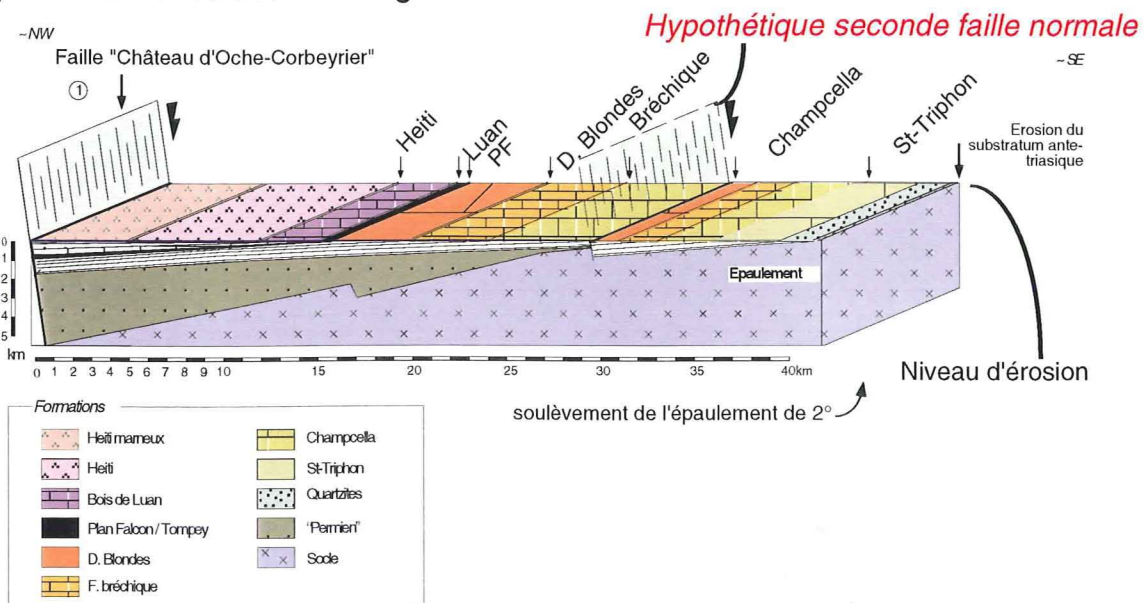 Hypothétique seconde faille normale
~NW
~SE
Faille "Château d'Oche-Corbeyrier"
1
Heiti
Luan
PF
D. Blondes
Bréchique
Champcella
St-Triphon
Erosion du
substratum ante-
triasique
0
1
2
3
4
5
km
Epaulement
0 1 2 3 4 5 6 7 8 9 10 15 20 25 30 35 40km
Niveau d'érosion
soulèvement de l'épaulement de 2°
Formations
Heiti marneux
Heiti
Bois de Luan
Plan Falcon / Tompey
D. Blondes
F. bréchique
Champcella
St-Triphon
Quartzites
"Permien"
Socle